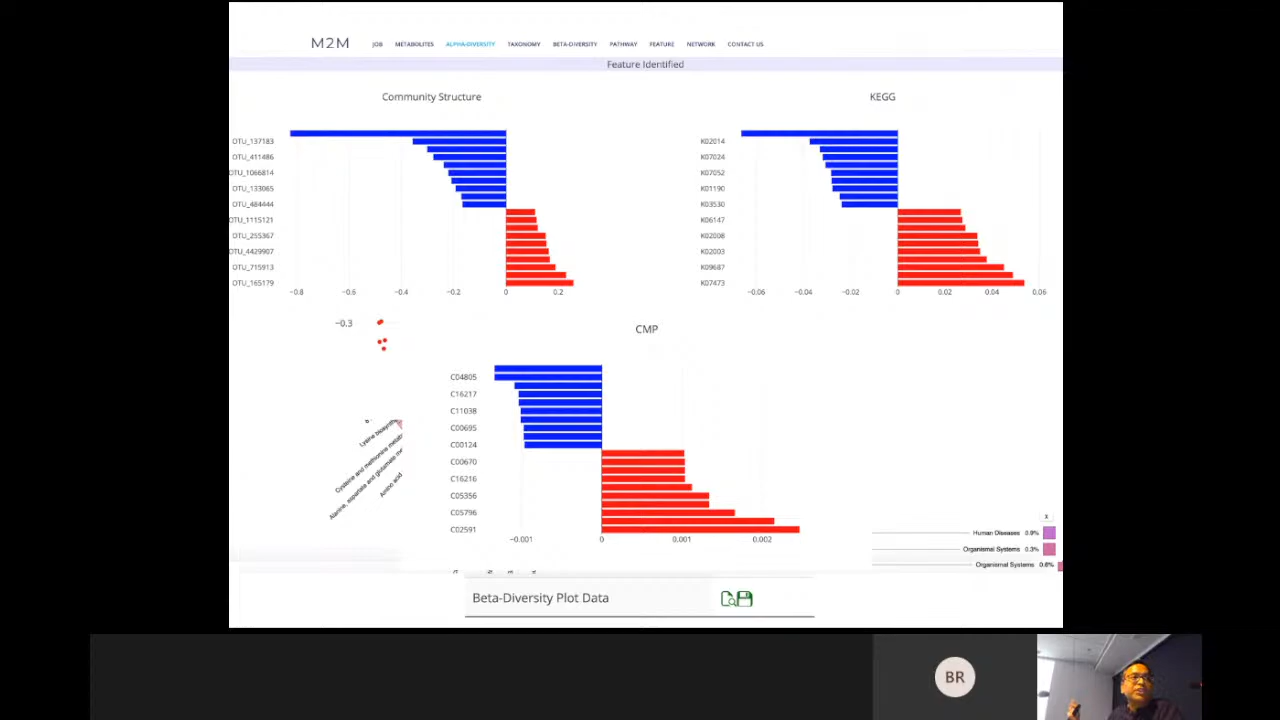 M2M JOB METABOLITES ALPHA-DIVERSITY TAXONOMY BETA-DIVERSITY PATHWAY FEATURE NETWORK CONTACT US
Feature Identified
Community Structure
OTU_137183
OTU_411486
OTU_1066814
OTU_133065
OTU_484444
OTU_1115121
OTU_255367
OTU_4429907
OTU_715913
OTU_165179
−0.8 −0.6 −0.4 −0.2 0 0.2
KEGG
K02014
K07024
K07052
K01190
K03530
K06147
K02008
K02003
K09687
K07473
−0.06 −0.04 −0.02 0 0.02 0.04 0.06
−0.3
CMP
C04805
C16217
C11038
C00695
C00124
C00670
C16216
C05356
C05796
C02591
−0.001 0 0.001 0.002
Cysteine and methionine
Alanine, aspartate and glutamate
Amino acid
X
Human Diseases 0.9%
Organismal Systems 0.3%
Organismal Systems 0.6%
Beta-Diversity Plot Data
BR